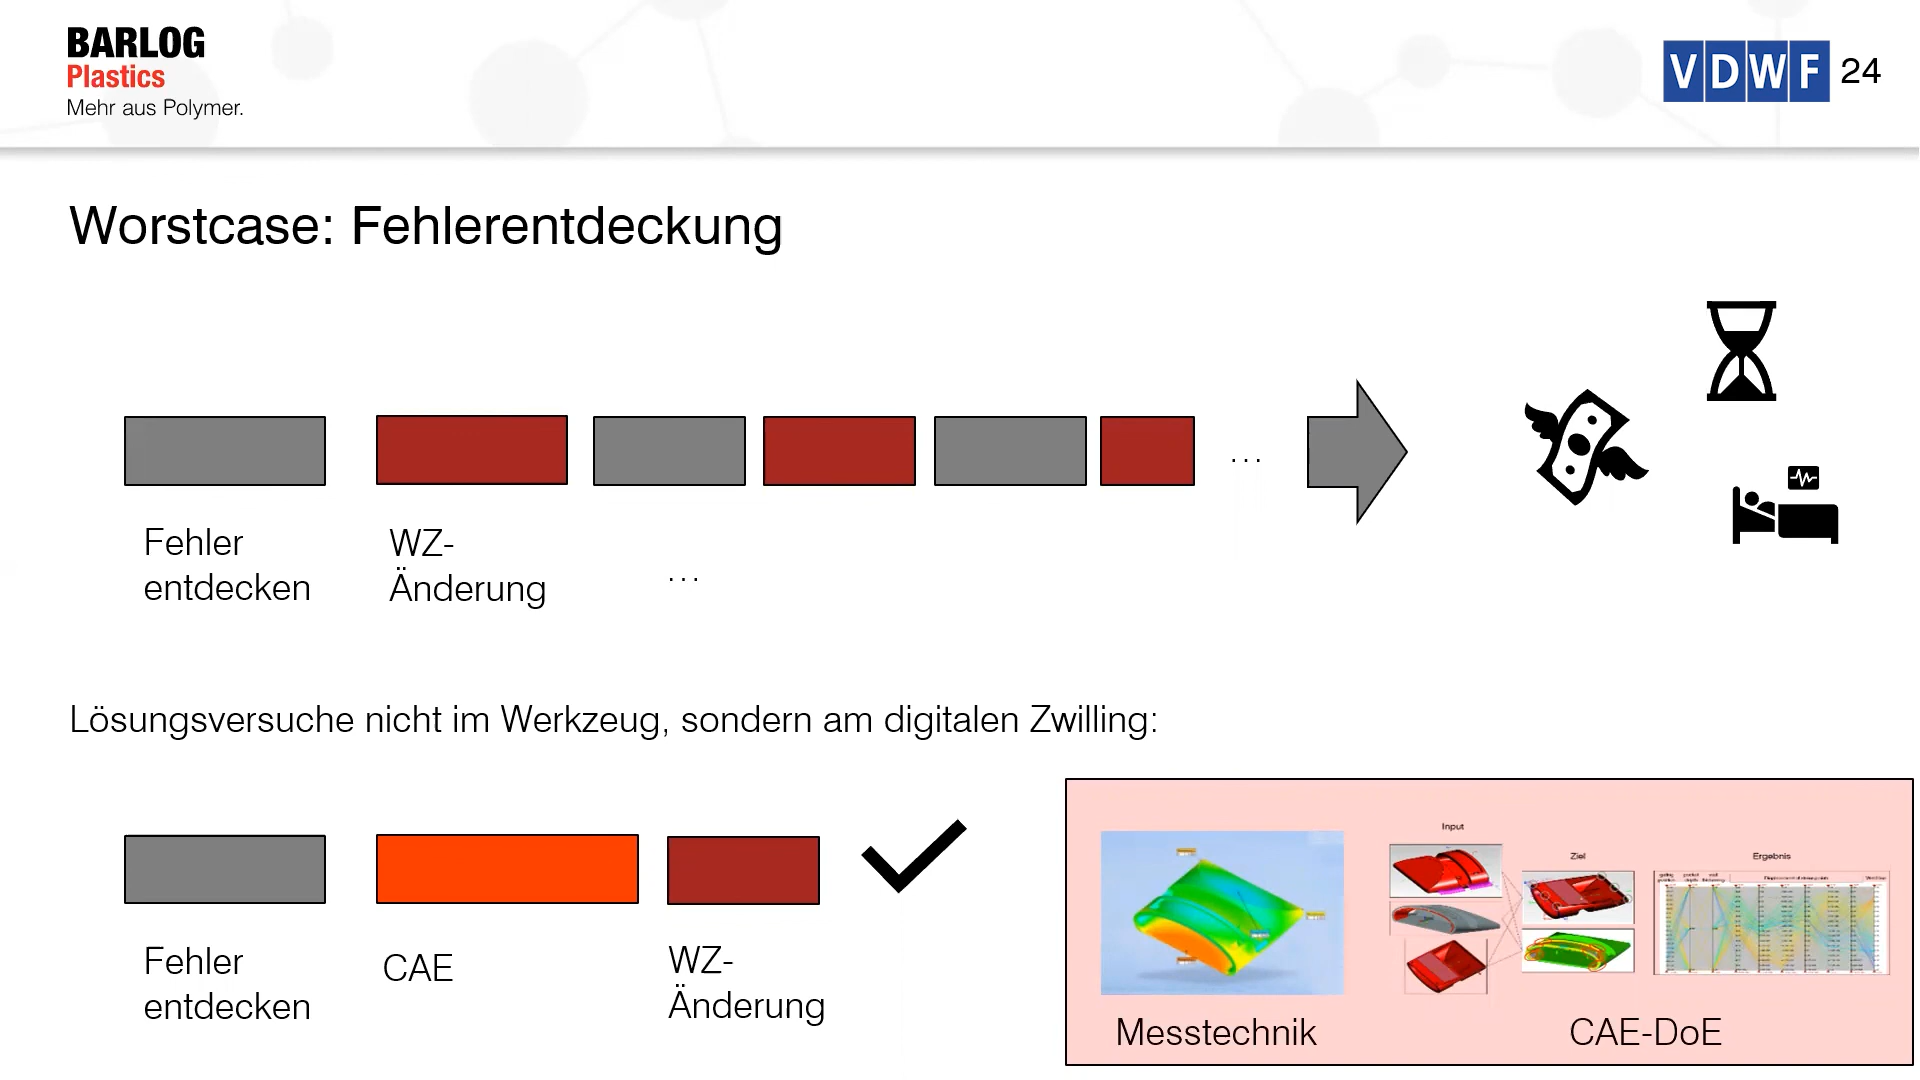 BARLOG
Plastics
Mehr aus Polymer.
VDWF 24
Worstcase: Fehlerentdeckung
...
Fehler
entdecken
WZ-
Änderung
...
Lösungsversuche nicht im Werkzeug, sondern am digitalen Zwilling:
Fehler
entdecken
CAE
WZ-
Änderung
Input
Ziel
Ergebnis
Messtechnik
CAE-DoE